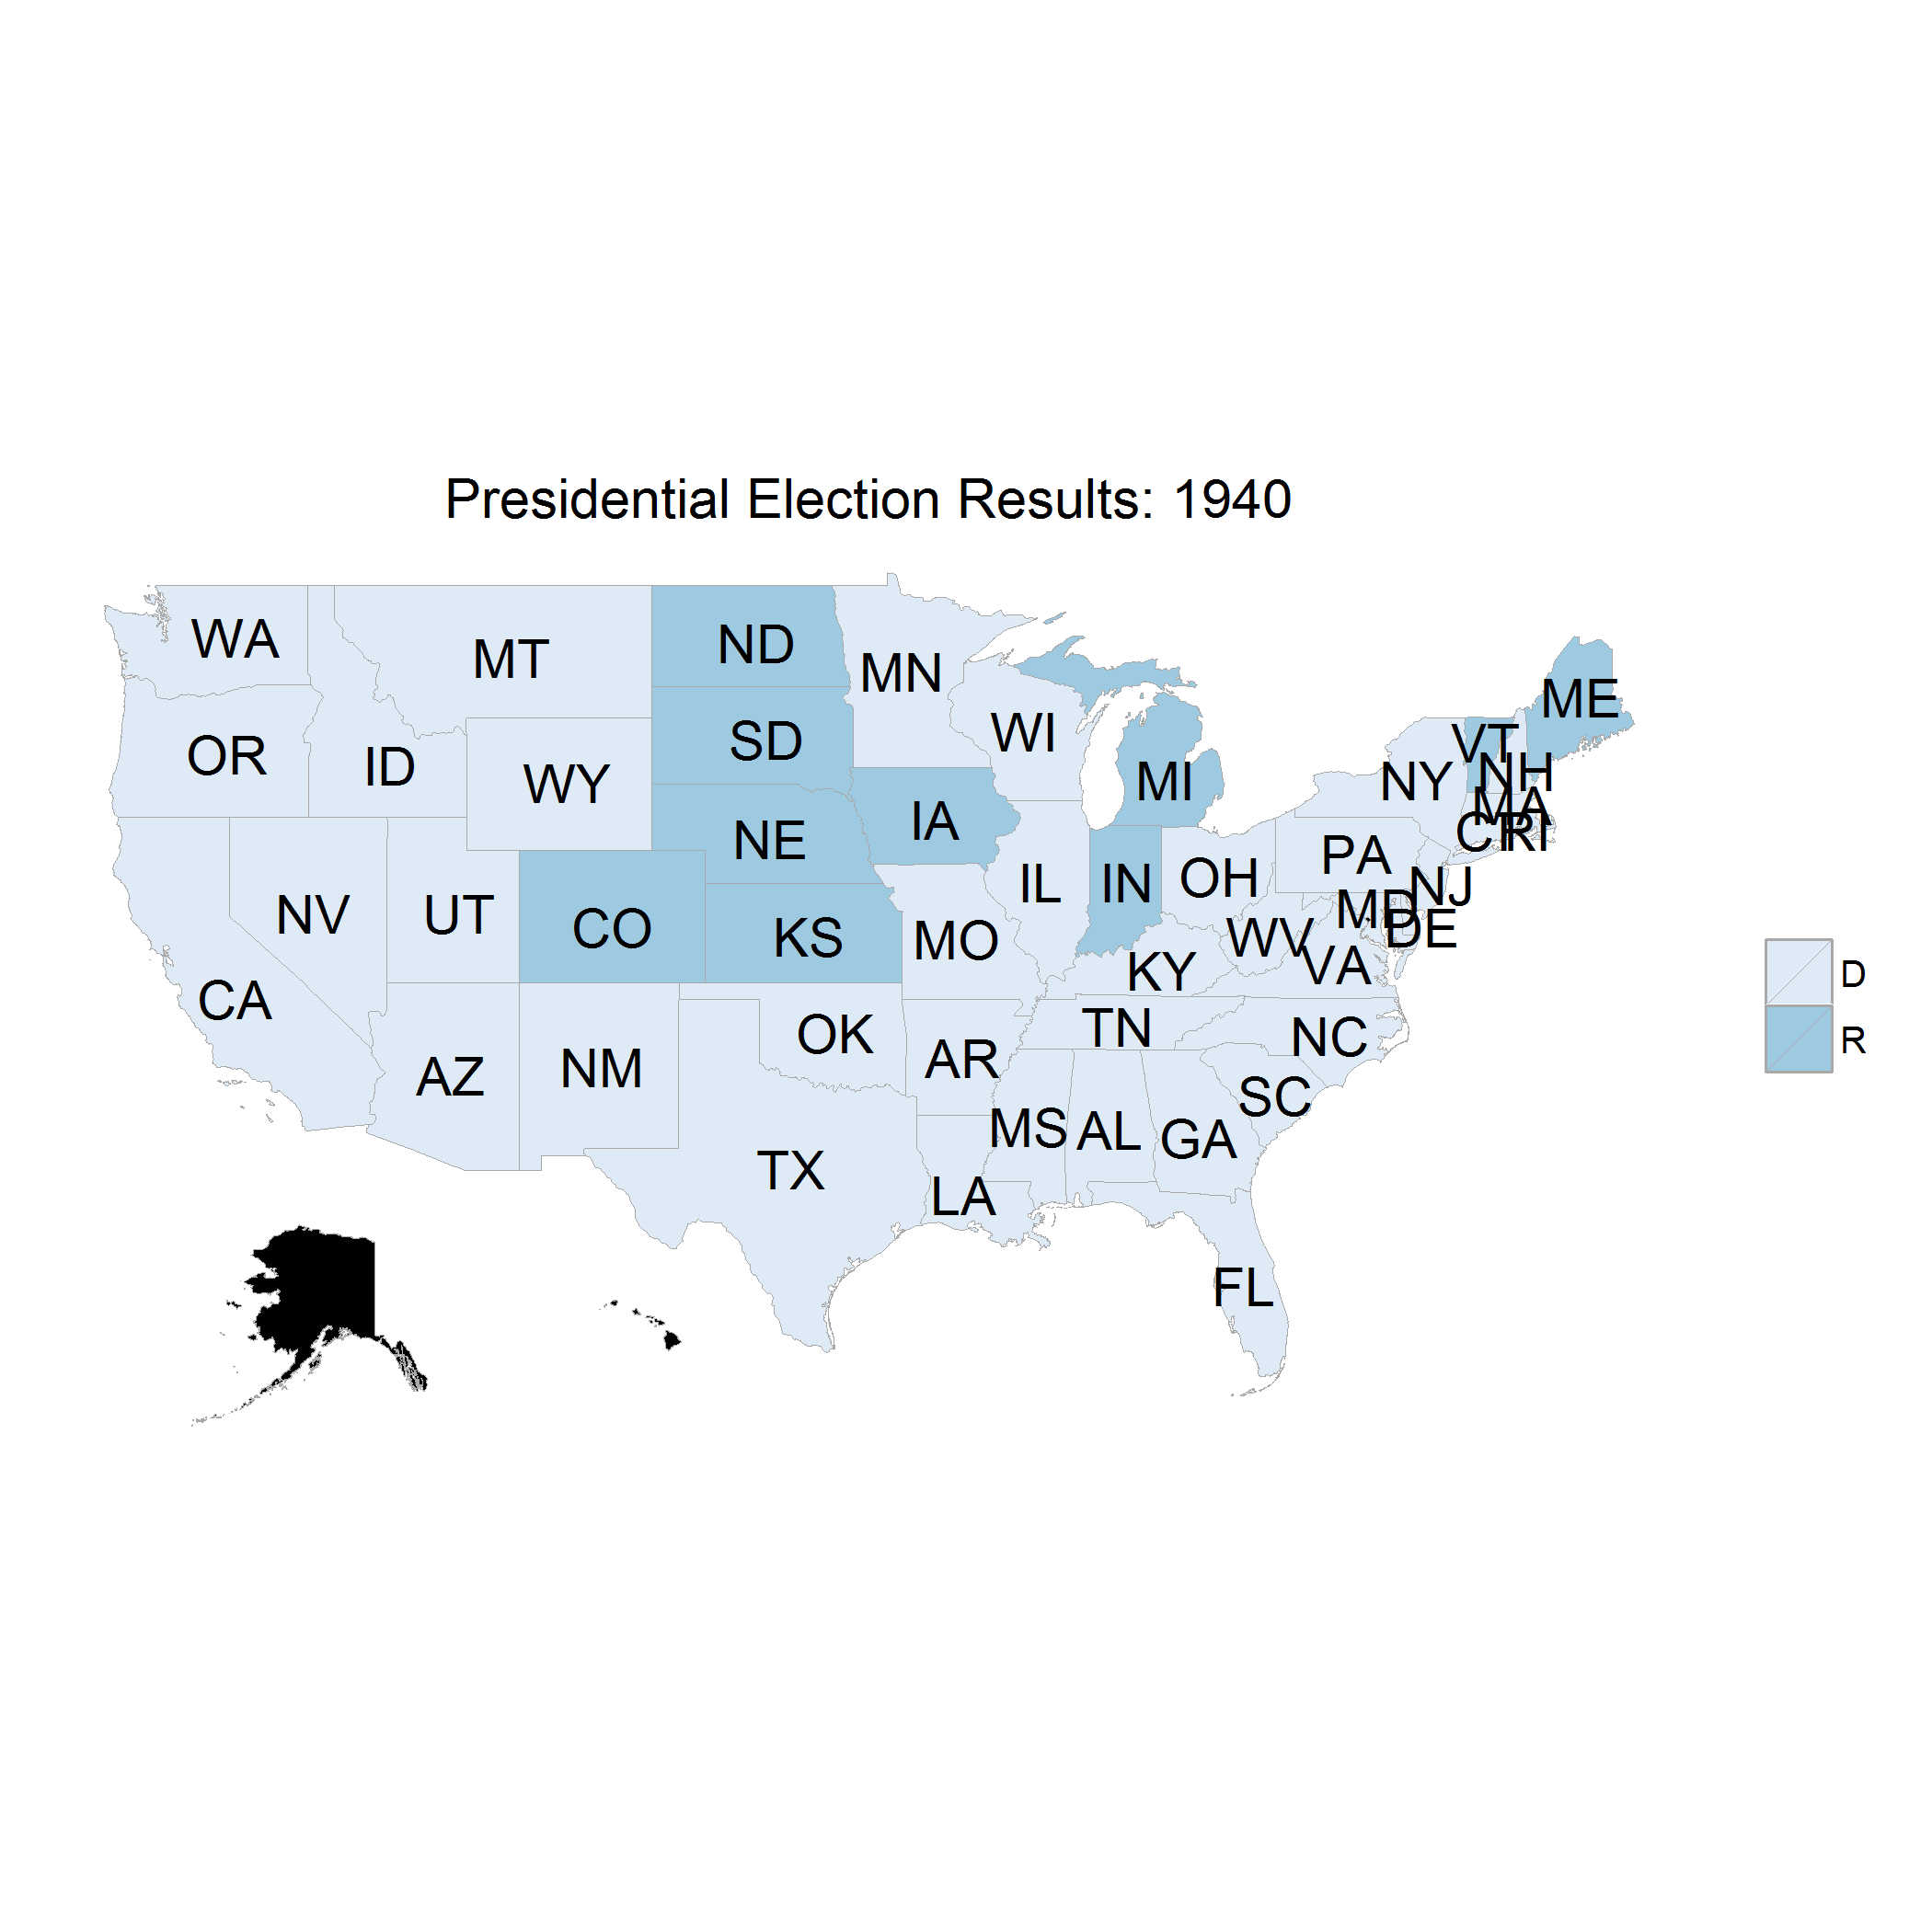 Presidential Election Results: 1940
WA
MT
ND
MN
ME
OR
ID
WY
SD
WI
VT
NH
NY
MI
MA
CT
RI
NE
IA
PA
NV
UT
CO
KS
MO
IL
IN
OH
NJ
MD
DE
WV
VA
KY
CA
D
R
AZ
NM
OK
AR
TN
NC
SC
TX
LA
MS
AL
GA
FL